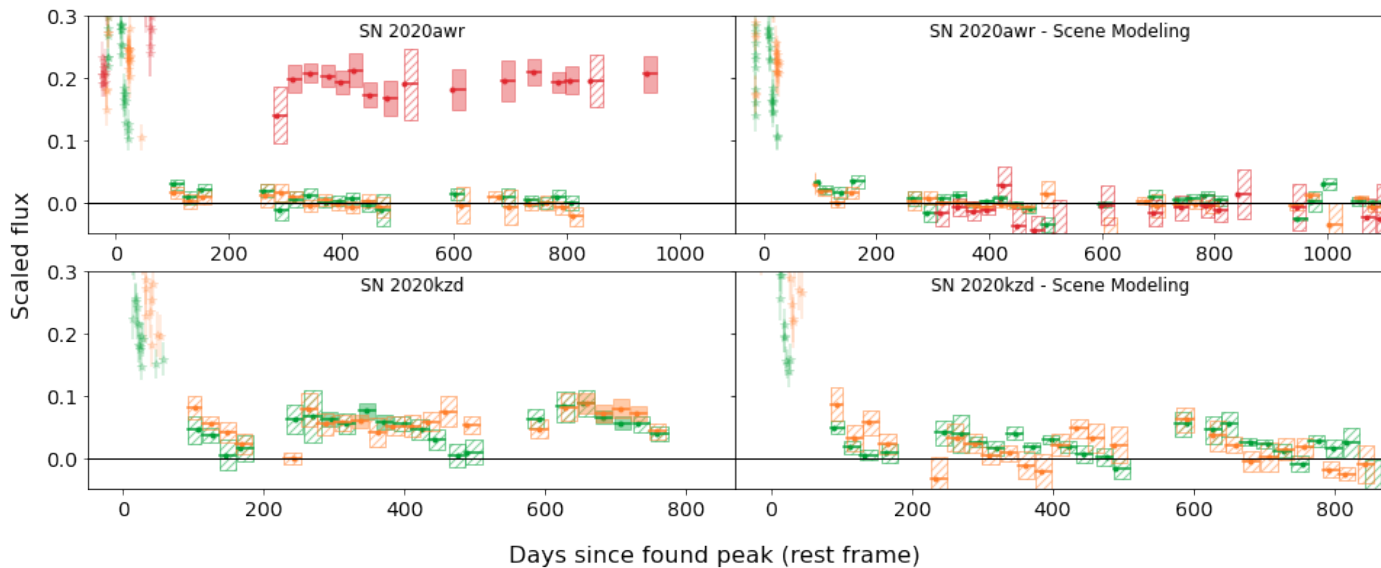 SN 2020awr
SN 2020awr - Scene Modeling
0.3
0.2
0.1
0.0
0 200 400 600 800 1000
0 200 400 600 800 1000
Scaled flux
SN 2020kzd
SN 2020kzd - Scene Modeling
0.3
0.2
0.1
0.0
0 200 400 600 800
0 200 400 600 800
Days since found peak (rest frame)